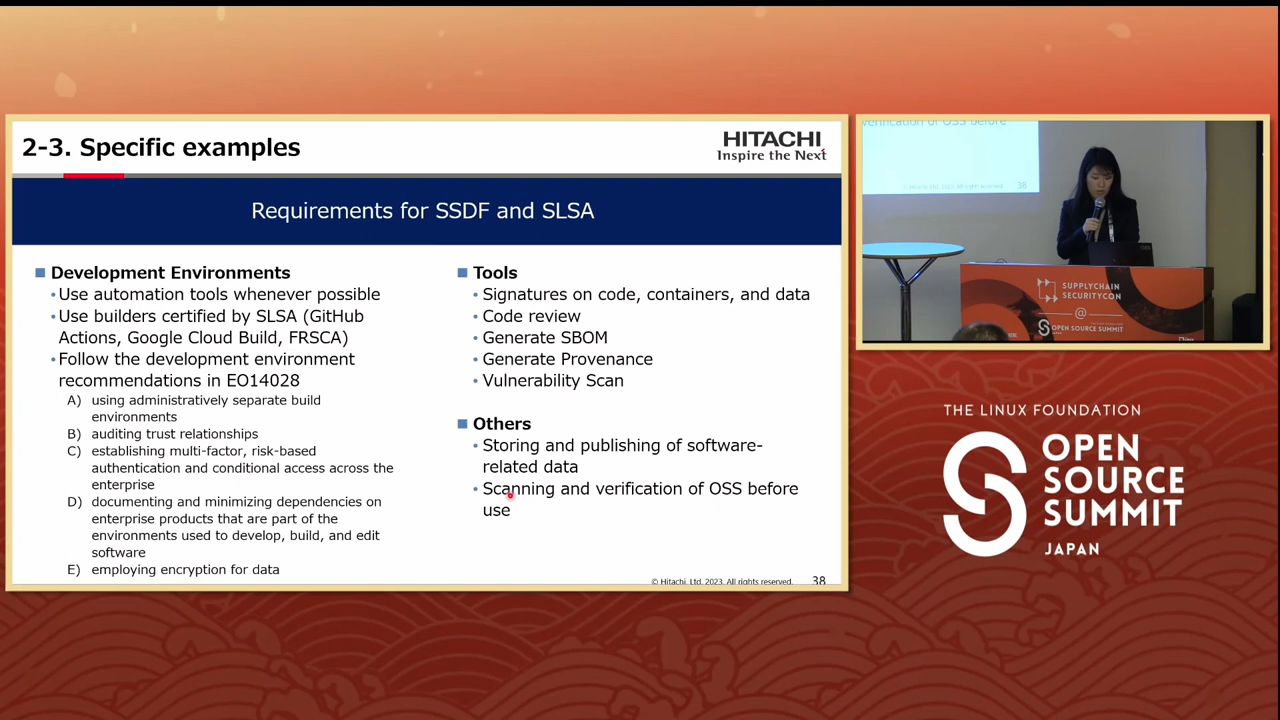 2-3. Specific examples
HITACHI
Inspire the Next
Requirements for SSDF and SLSA
Development Environments
•Use automation tools whenever possible
•Use builders certified by SLSA (GitHub
Actions, Google Cloud Build, FRSCA)
•Follow the development environment
recommendations in EO14028
A) using administratively separate build
environments
B) auditing trust relationships
C) establishing multi-factor, risk-based
authentication and conditional access across the
enterprise
D) documenting and minimizing dependencies on
enterprise products that are part of the
environments used to develop, build, and edit
software
E) employing encryption for data
Tools
• Signatures on code, containers, and data
• Code review
• Generate SBOM
• Generate Provenance
• Vulnerability Scan
Others
• Storing and publishing of software-
related data
• Scanning and verification of OSS before
use
© Hitachi, Ltd. 2023. All rights reserved. 38
verification of OSS before
38
SUPPLYCHAIN
SECURITYCON
@
OPEN SOURCE SUMMIT
THE LINUX FOUNDATION
OPEN
SOURCE
SUMMIT
JAPAN